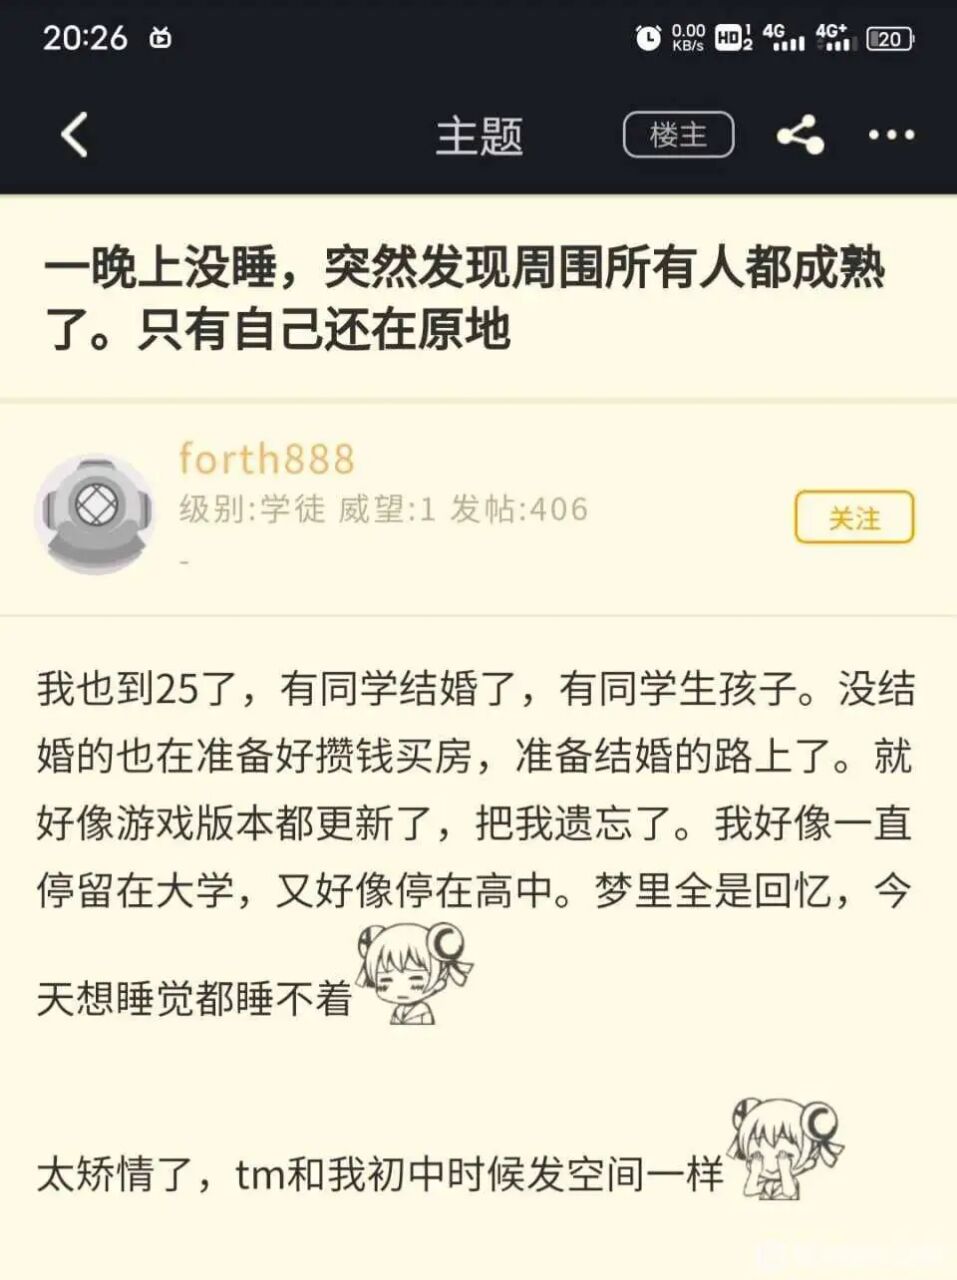 20:26
0.00 KB/s HD 1 2 4G 4G+ 20
主题
楼主
一晚上没睡，突然发现周围所有人都成熟
了。只有自己还在原地
forth888
级别:学徒 威望:1 发帖:406
关注
-
我也到25了，有同学结婚了，有同学生孩子。没结
婚的也在准备好攒钱买房，准备结婚的路上了。就
好像游戏版本都更新了，把我遗忘了。我好像一直
停留在大学，又好像停在高中。梦里全是回忆，今
天想睡觉都睡不着
太矫情了，tm和我初中时候发空间一样